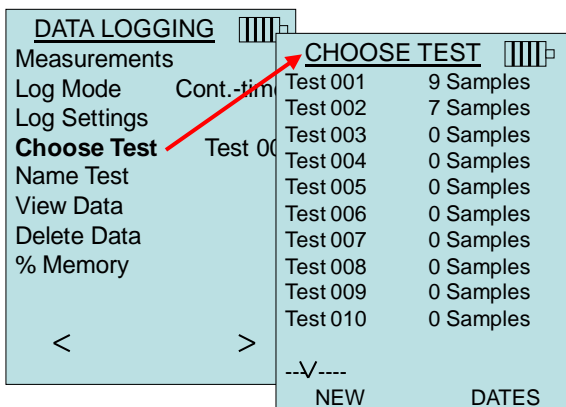 DATA LOGGING
Measurements
Log Mode Cont.-time
Log Settings
Choose Test Test 00
Name Test
View Data
Delete Data
% Memory
< >
CHOOSE TEST
Test 001 9 Samples
Test 002 7 Samples
Test 003 0 Samples
Test 004 0 Samples
Test 005 0 Samples
Test 006 0 Samples
Test 007 0 Samples
Test 008 0 Samples
Test 009 0 Samples
Test 010 0 Samples
--\/----
NEW DATES